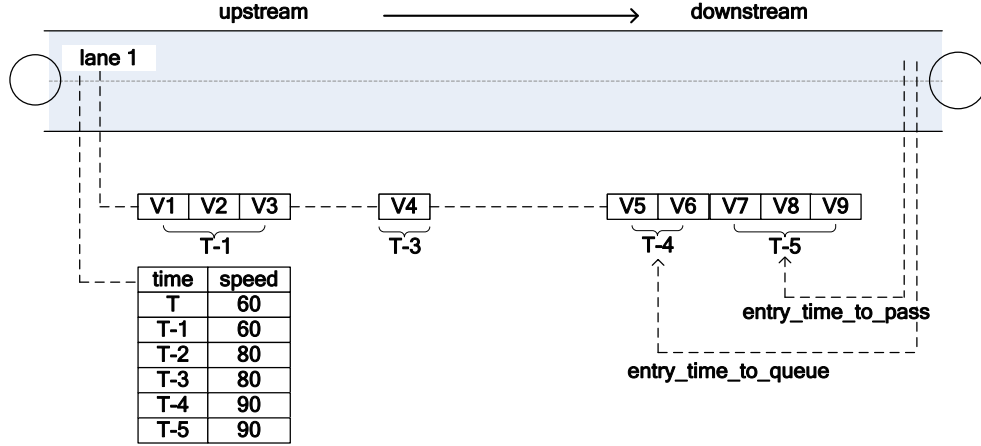 upstream downstream
lane 1
V1 V2 V3 V4 V5 V6 V7 V8 V9
T-1 T-3 T-4 T-5
time speed
T 60
T-1 60
T-2 80
T-3 80
T-4 90
T-5 90
entry_time_to_pass
entry_time_to_queue